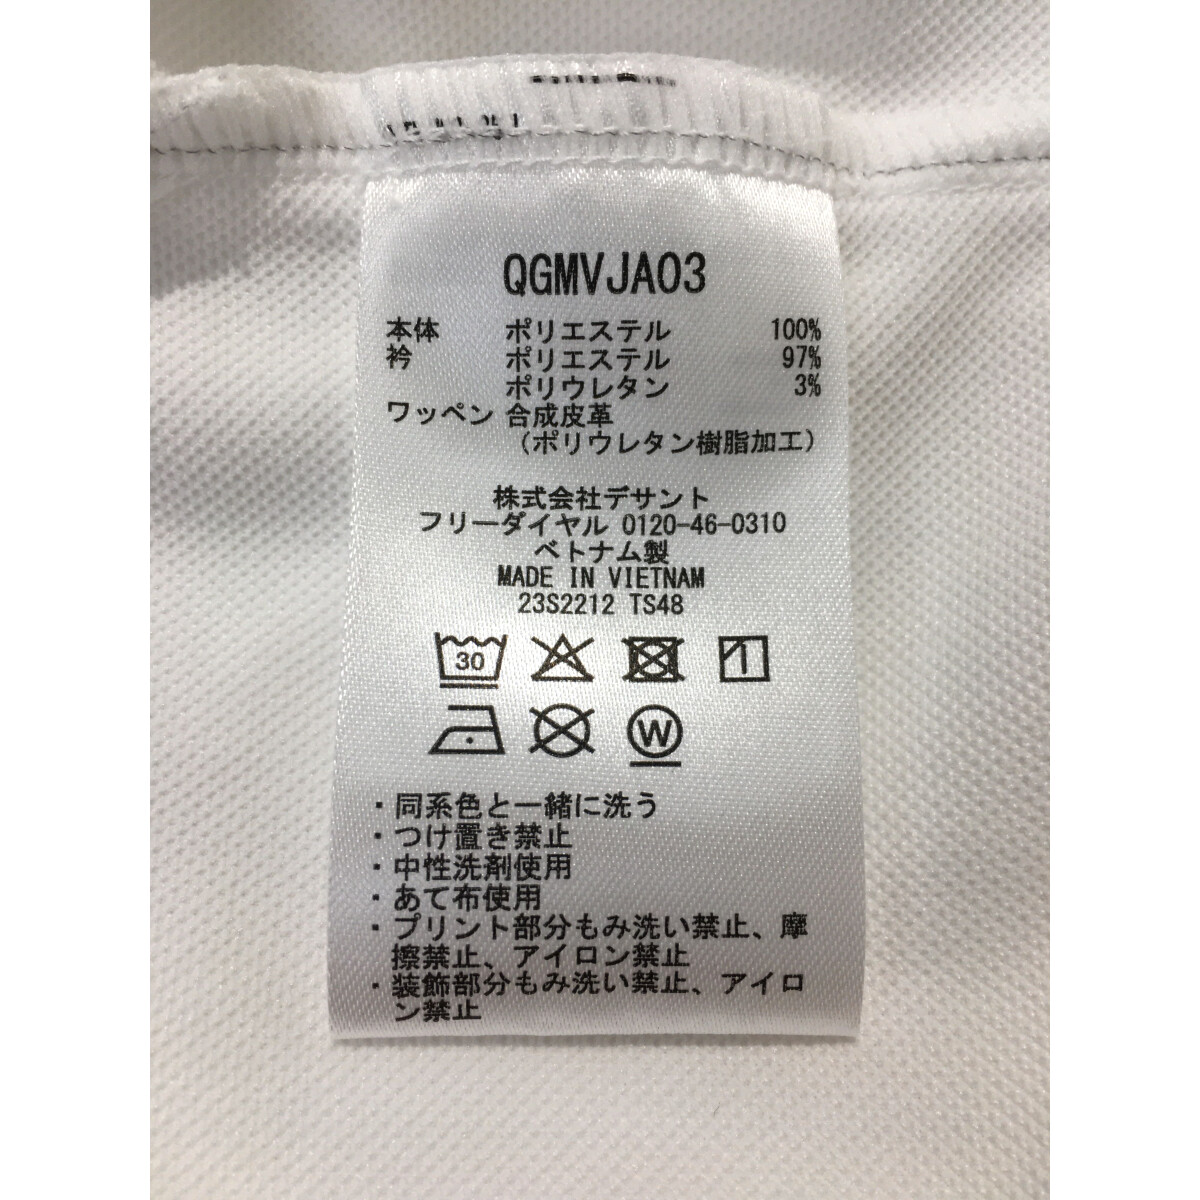 QGMVJA03
本体 ポリエステル 100%
衿 ポリエステル 97%
ポリウレタン 3%
ワッペン 合成皮革
(ポリウレタン樹脂加工)
株式会社デサント
フリーダイヤル 0120-46-0310
ベトナム製
MADE IN VIETNAM
23S2212 TS48
30
W
・同系色と一緒に洗う
・つけ置き禁止
・中性洗剤使用
・あて布使用
・プリント部分もみ洗い禁止、摩
擦禁止、アイロン禁止
・装飾部分もみ洗い禁止、アイロ
ン禁止